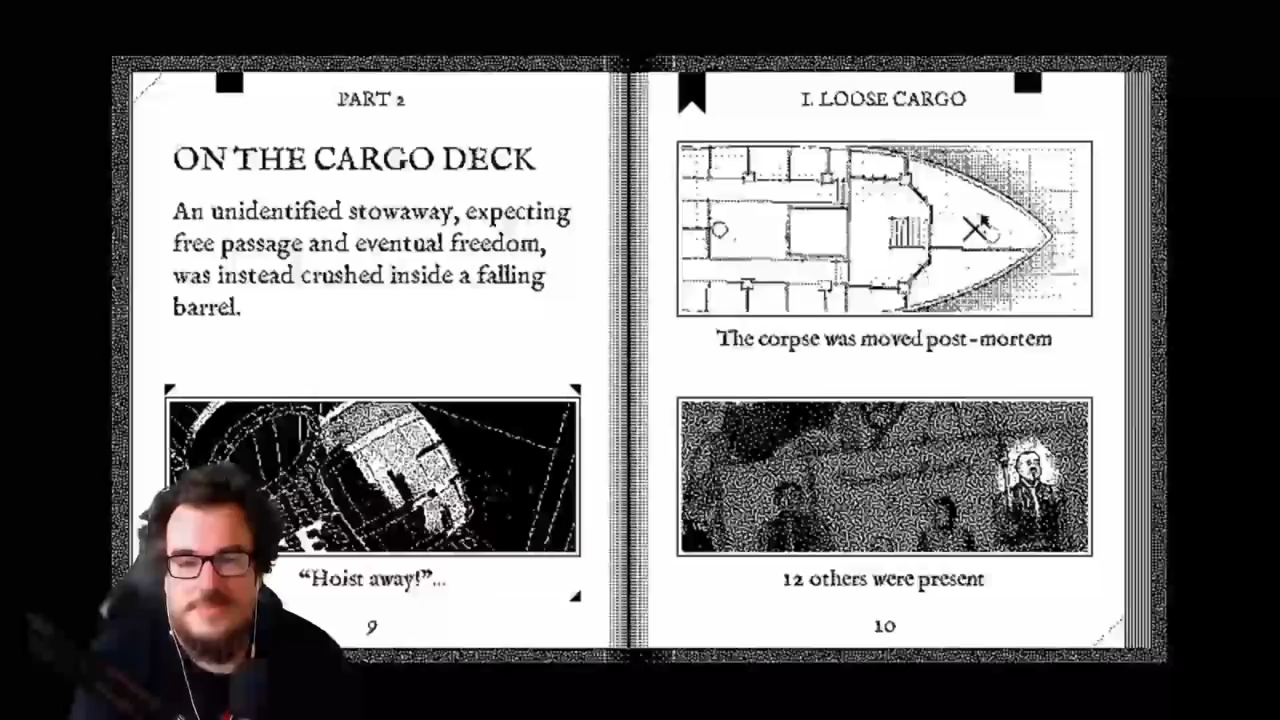 PART 2
ON THE CARGO DECK
An unidentified stowaway, expecting
free passage and eventual freedom,
was instead crushed inside a falling
barrel.
“Hoist away!”...
9
I. LOOSE CARGO
The corpse was moved post-mortem
12 others were present
10